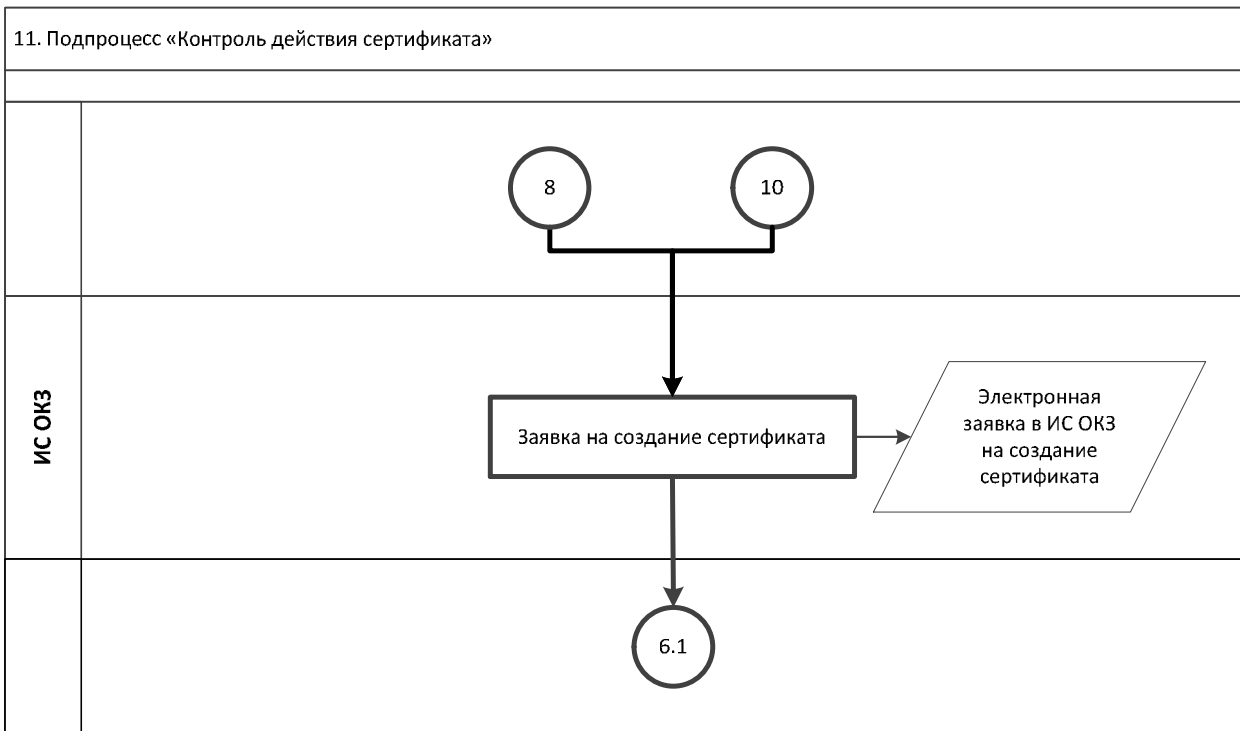 11. Подпроцесс «Контроль действия сертификата»
8
10
ИС ОКЗ
Заявка на создание сертификата
Электронная
заявка в ИС ОКЗ
на создание
сертификата
6.1